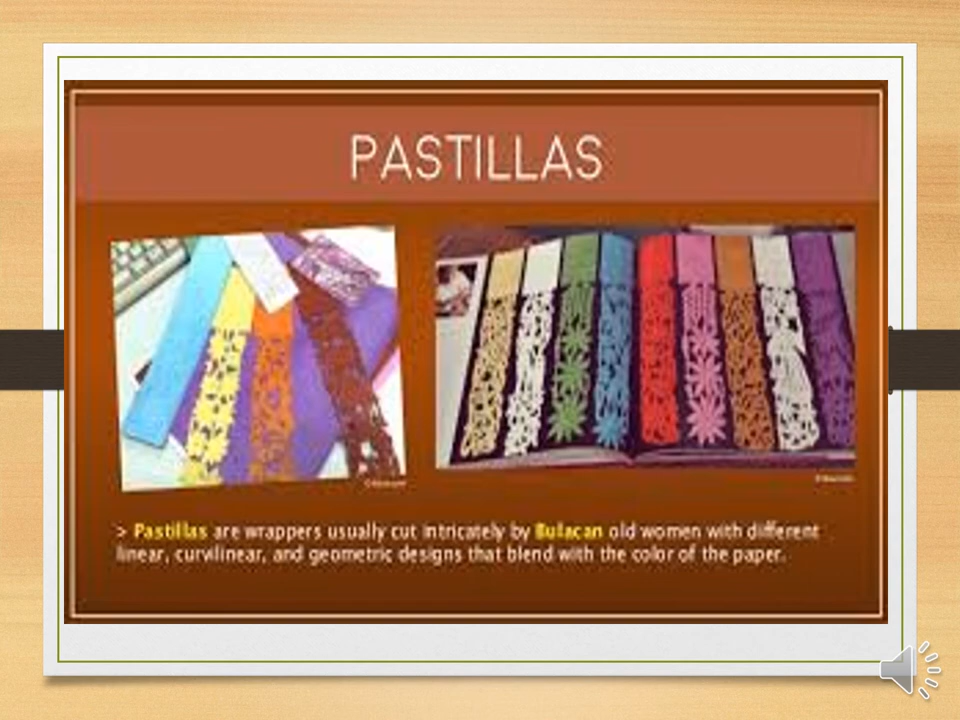 PASTILLAS
> Pastillas are wrappers usually cut intricately by Bulacan old women with different
linear, curvilinear, and geometric designs that blend with the color of the paper.